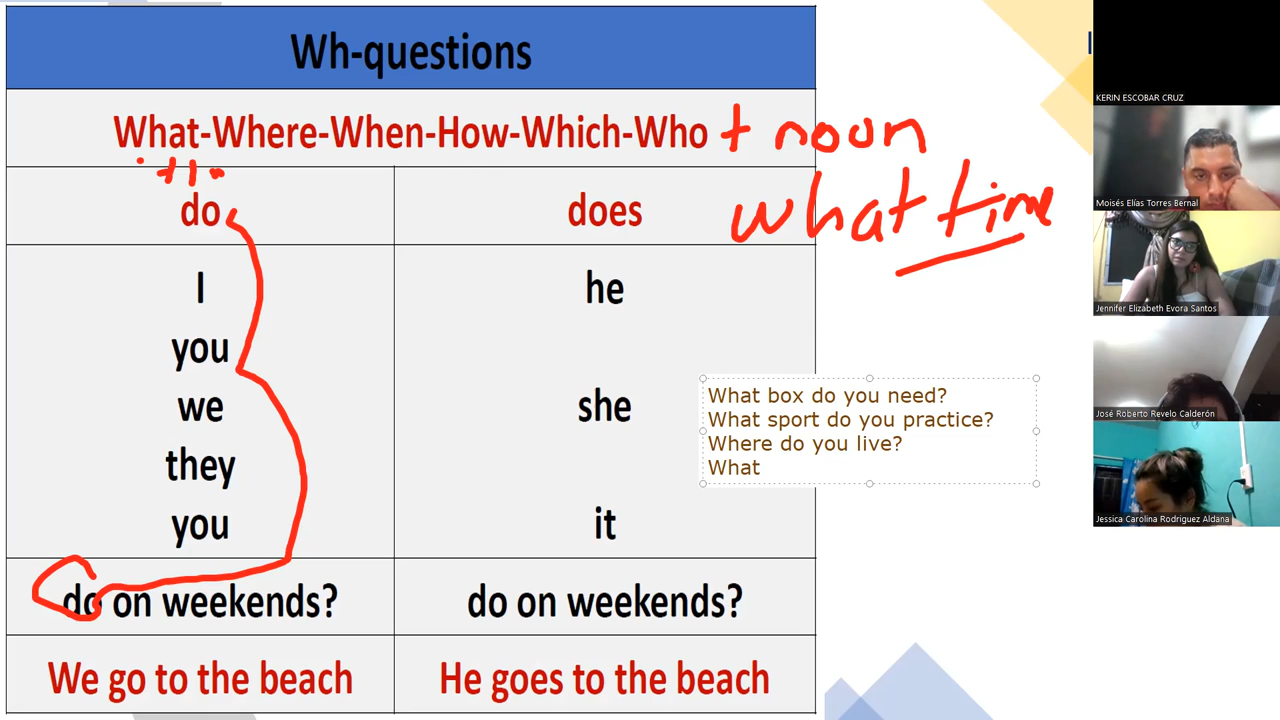 Wh-questions
What-Where-When-How-Which-Who + noun
do does what time
I he
you
we she
they
you it
do on weekends? do on weekends?
We go to the beach He goes to the beach
What box do you need?
What sport do you practice?
Where do you live?
What
KERIN ESCOBAR CRUZ
Moisés Elías Torres Bernal
Jennifer Elizabeth Evora Santos
José Roberto Revelo Calderón
Jessica Carolina Rodriguez Aldana